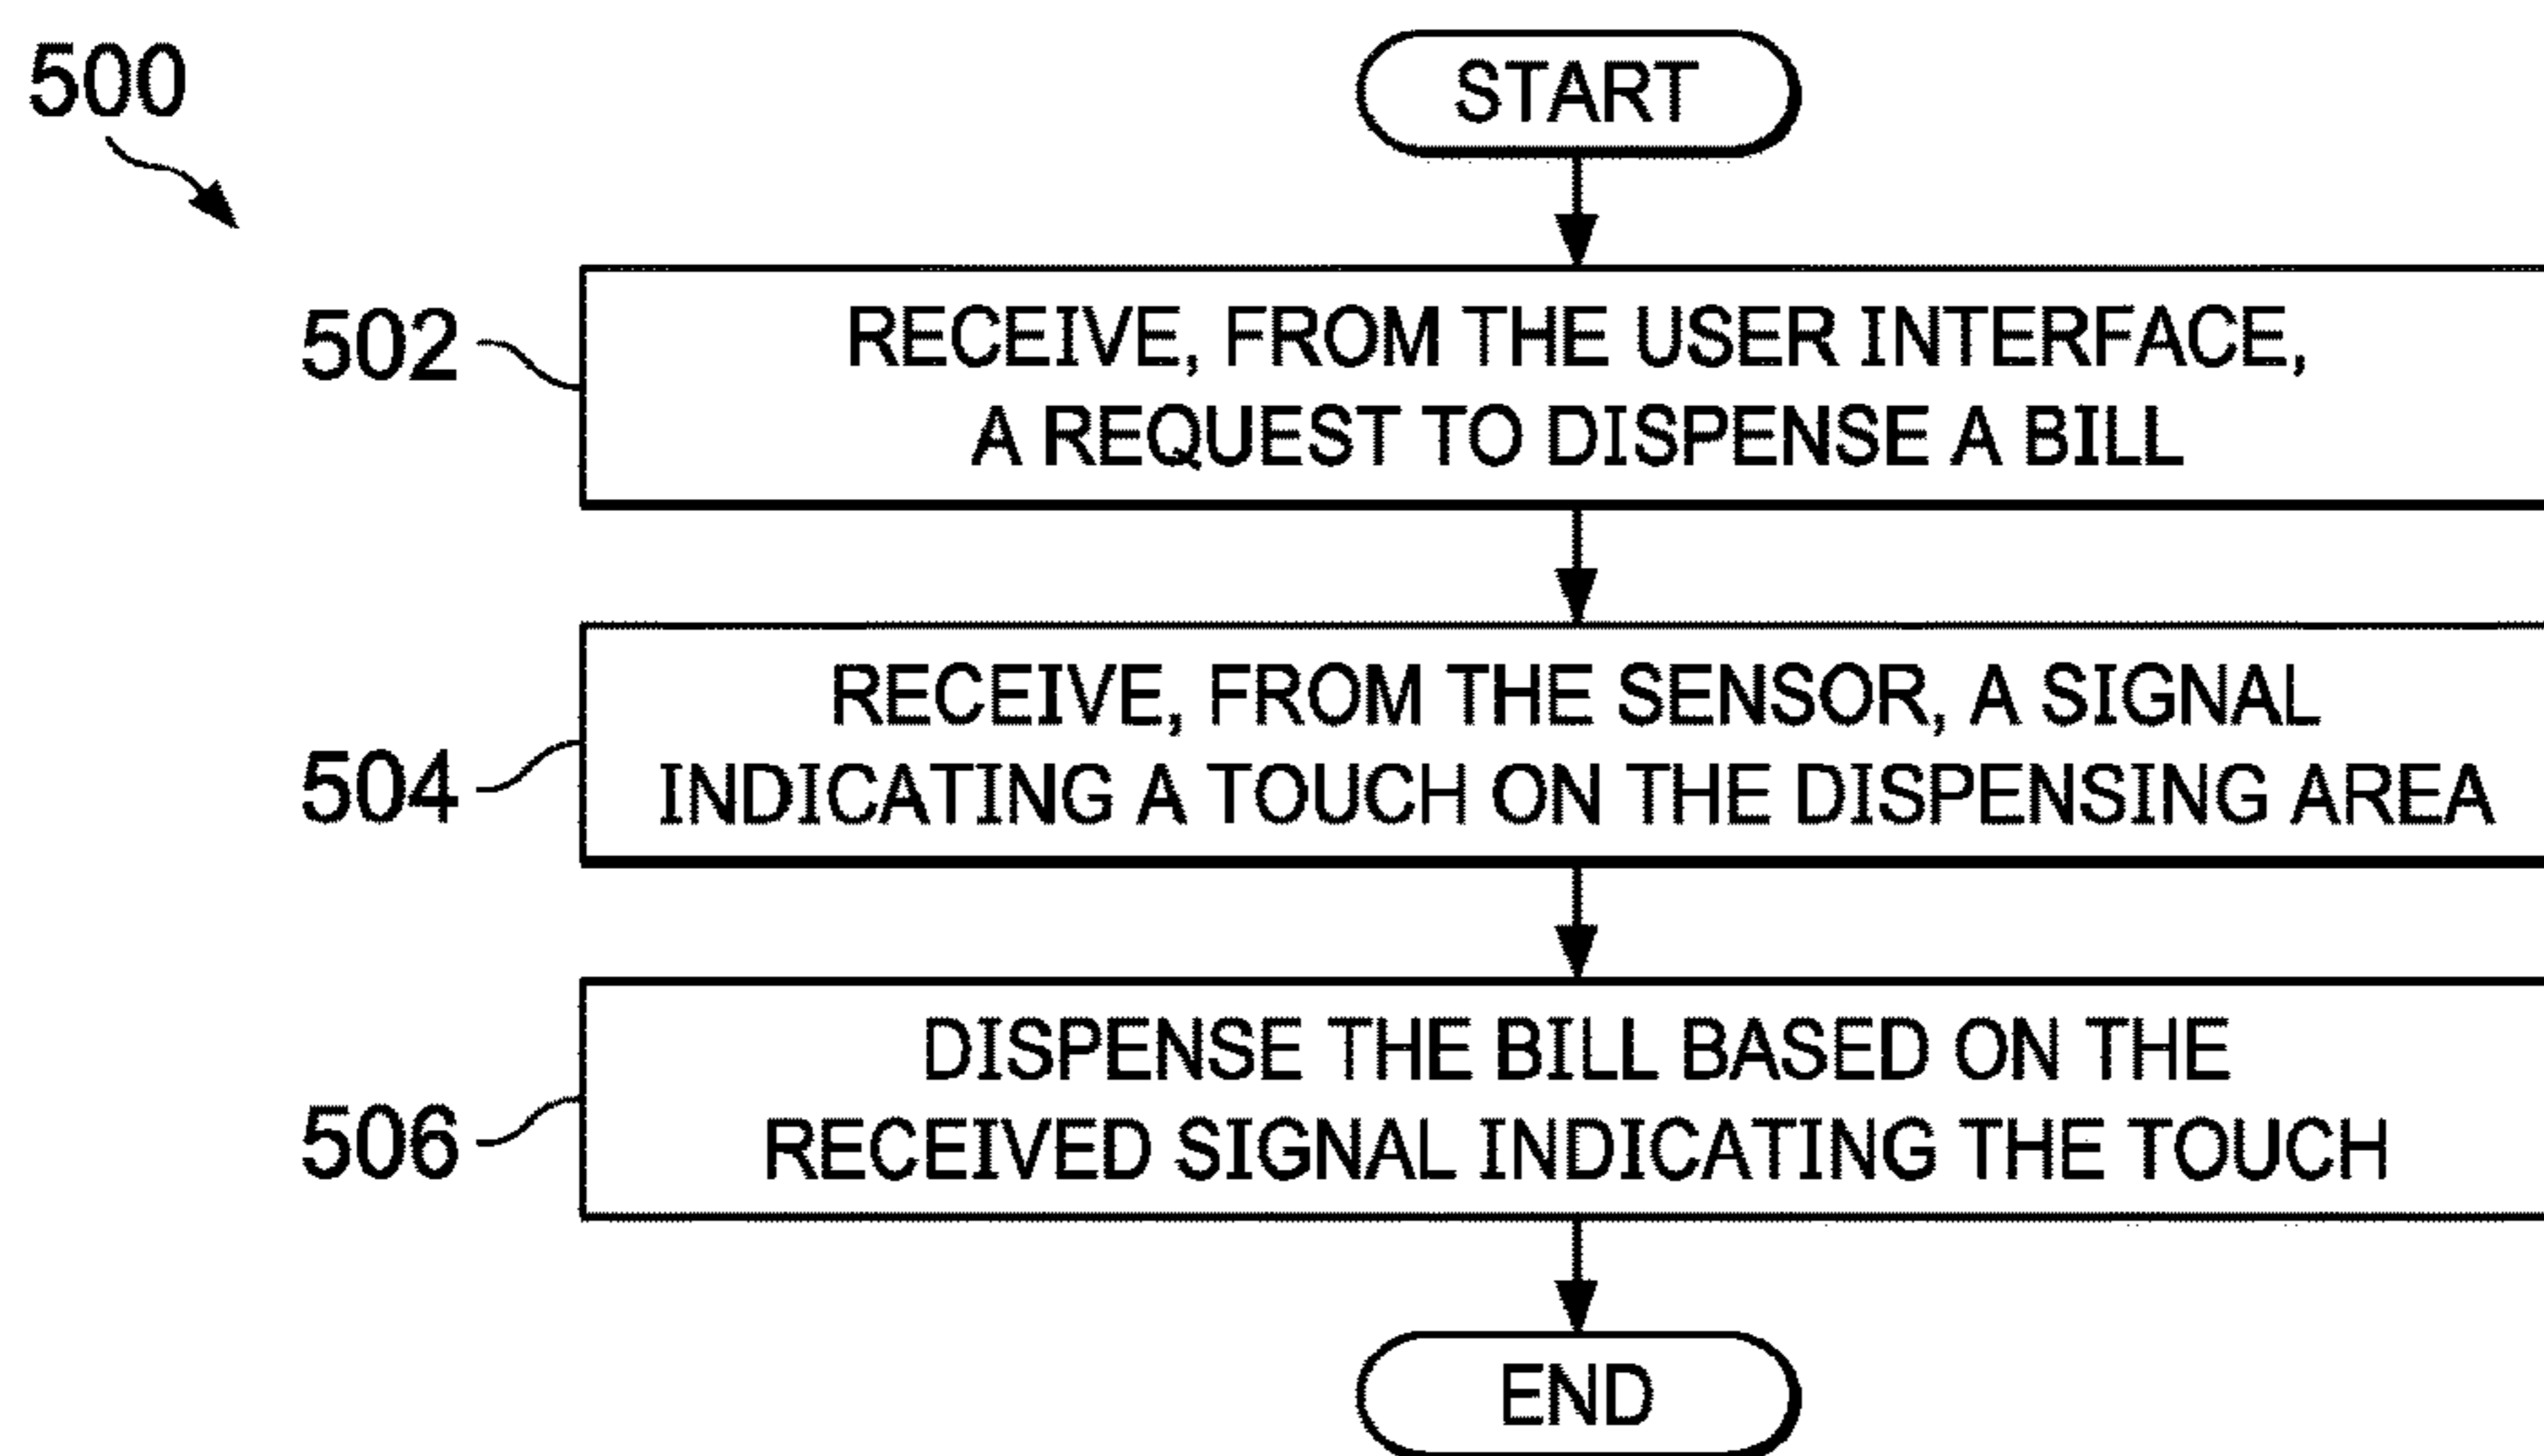 500
START
502
RECEIVE, FROM THE USER INTERFACE,
A REQUEST TO DISPENSE A BILL
504
RECEIVE, FROM THE SENSOR, A SIGNAL
INDICATING A TOUCH ON THE DISPENSING AREA
506
DISPENSE THE BILL BASED ON THE
RECEIVED SIGNAL INDICATING THE TOUCH
END